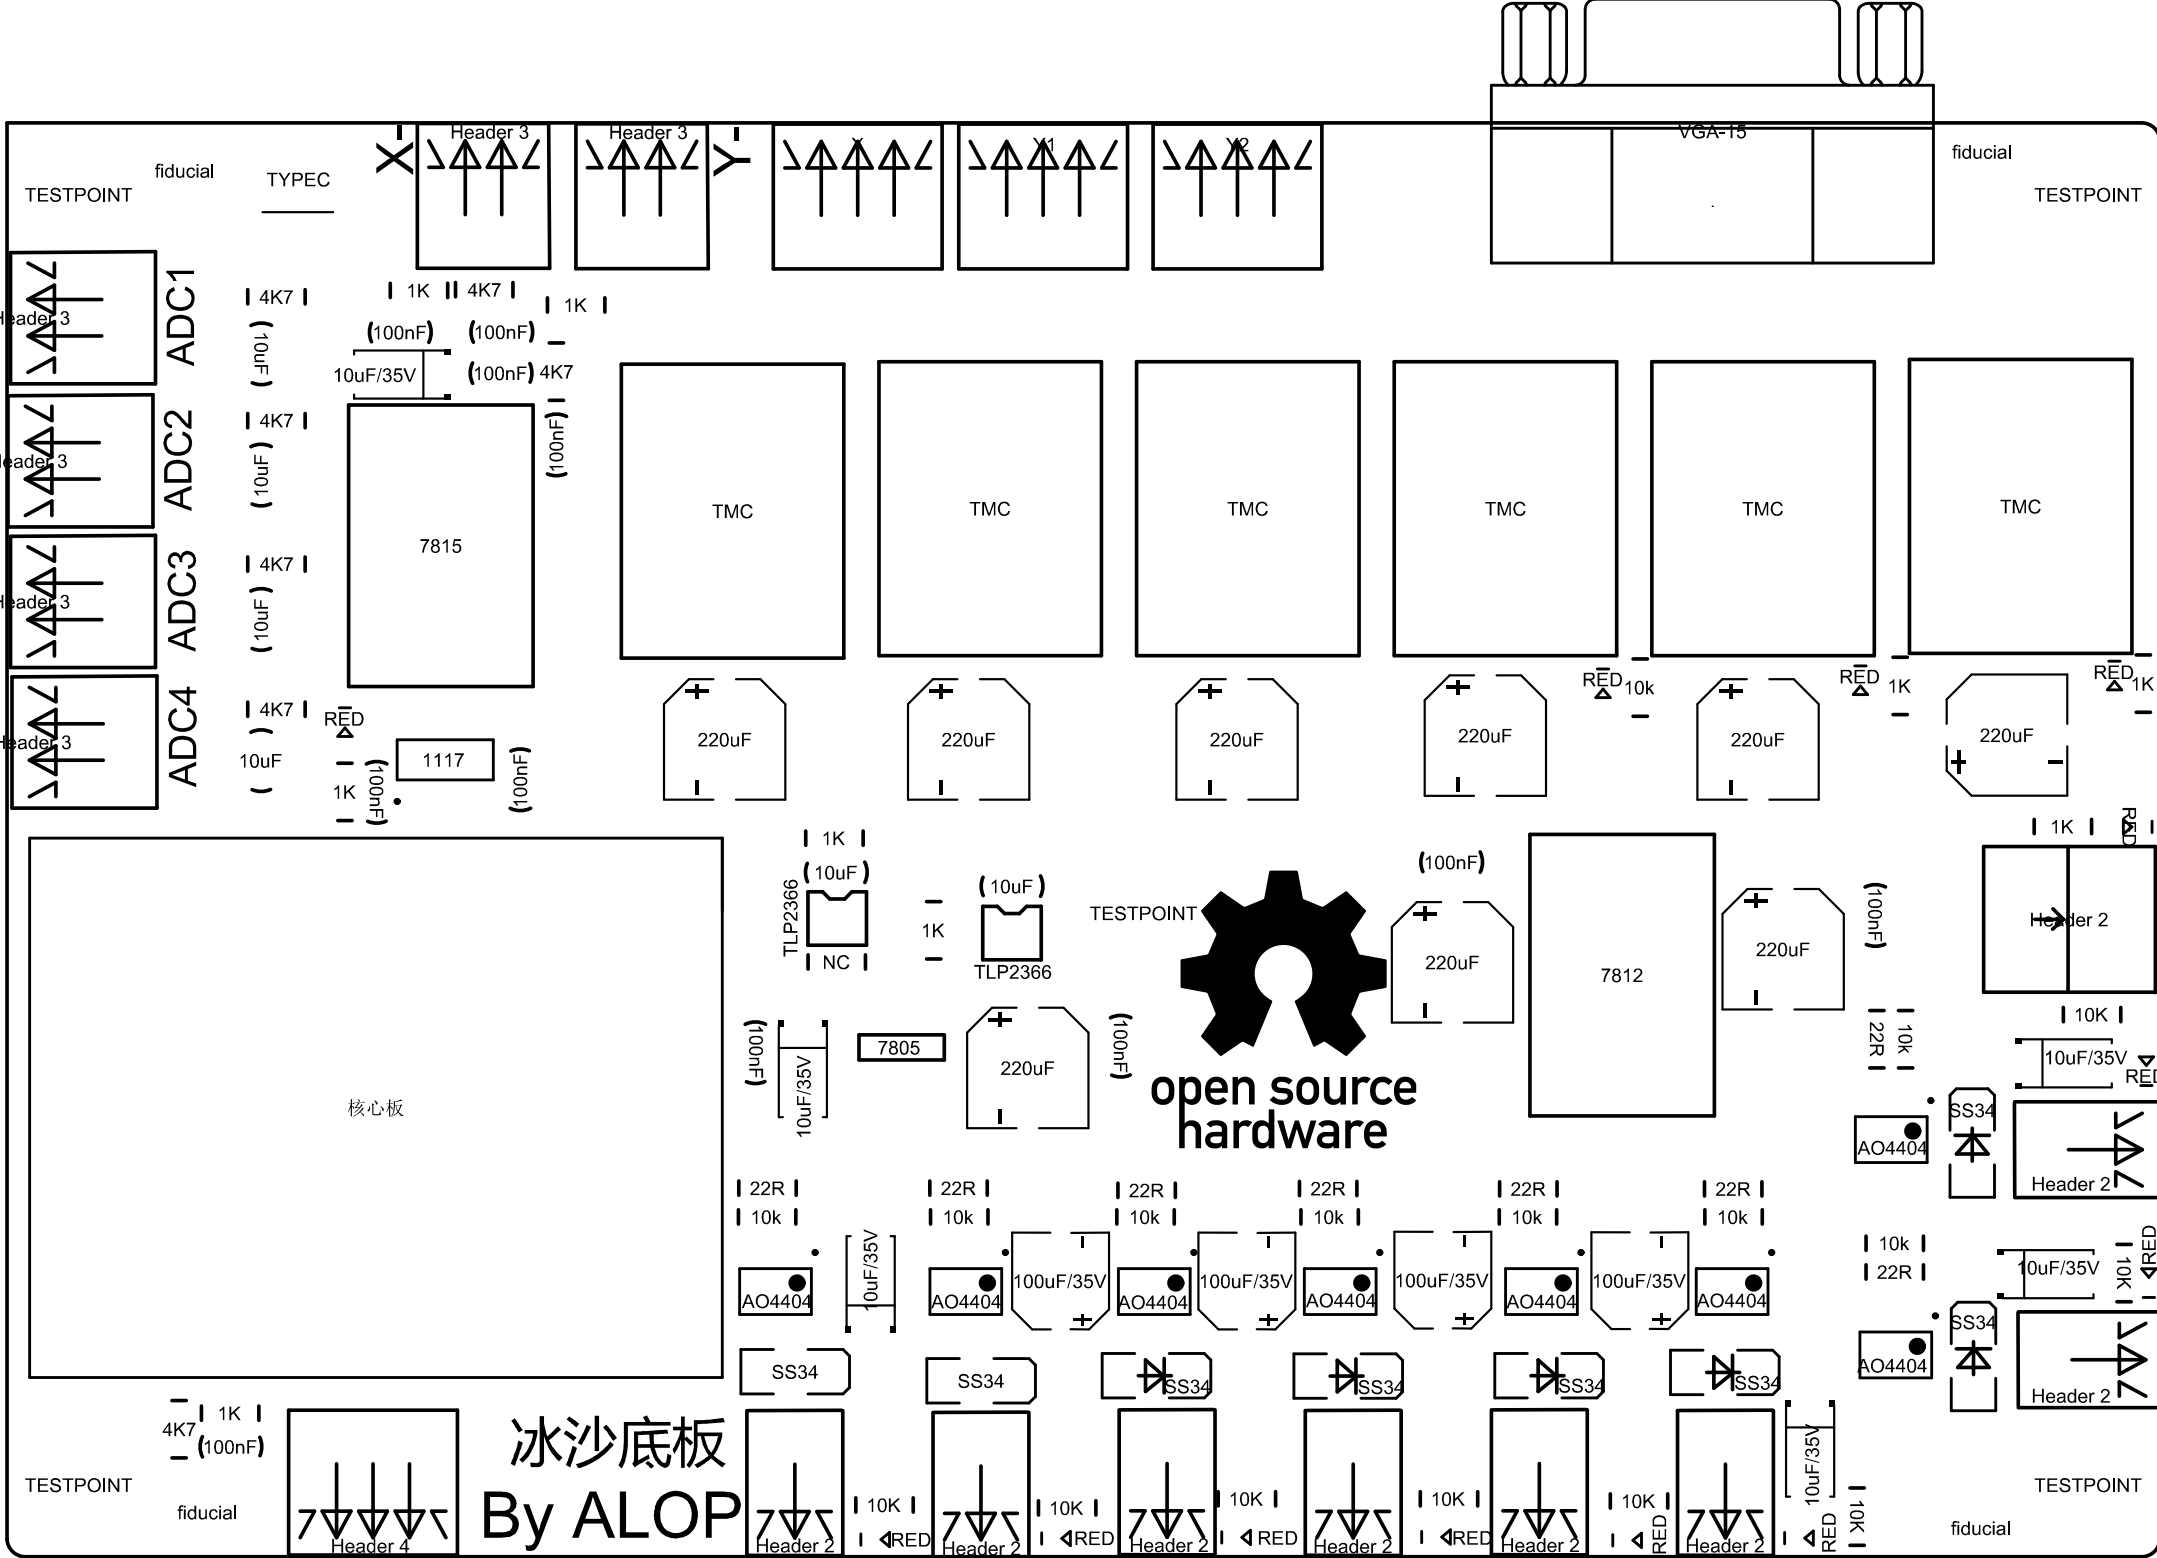 VGA-15
Header 3
Header 3
X-
Y-
Y
Y1
Y2
fiducial
TYPEC
TESTPOINT
fiducial
TESTPOINT
Header 3
ADC1
4K7
10uF
1K
4K7
1K
100nF
100nF
10uF/35V
100nF
4K7
100nF
Header 3
ADC2
4K7
10uF
7815
TMC
TMC
TMC
TMC
TMC
TMC
Header 3
ADC3
4K7
10uF
Header 3
ADC4
4K7
10uF
RED
1K
100nF
1117
100nF
220uF
220uF
220uF
220uF
RED
10k
220uF
RED
1K
220uF
RED
1K
1K
RED
Header 2
1K
10uF
TLP2366
NC
1K
10uF
TLP2366
TESTPOINT
100nF
220uF
7812
220uF
100nF
open source
hardware
核心板
100nF
10uF/35V
7805
220uF
100nF
22R
10k
10K
10uF/35V
RED
AO4404
SS34
Header 2
22R
10k
22R
10k
22R
10k
22R
10k
22R
10k
22R
10k
10k
22R
10uF/35V
10K
RED
AO4404
10uF/35V
AO4404
100uF/35V
AO4404
100uF/35V
AO4404
100uF/35V
AO4404
100uF/35V
AO4404
SS34
AO4404
Header 2
SS34
SS34
SS34
SS34
SS34
SS34
4K7
1K
100nF
TESTPOINT
fiducial
Header 4
冰沙底板
By ALOP
Header 2
10K
RED
Header 2
10K
RED
Header 2
10K
RED
Header 2
10K
RED
Header 2
10K
RED
Header 2
10uF/35V
RED
10K
TESTPOINT
fiducial